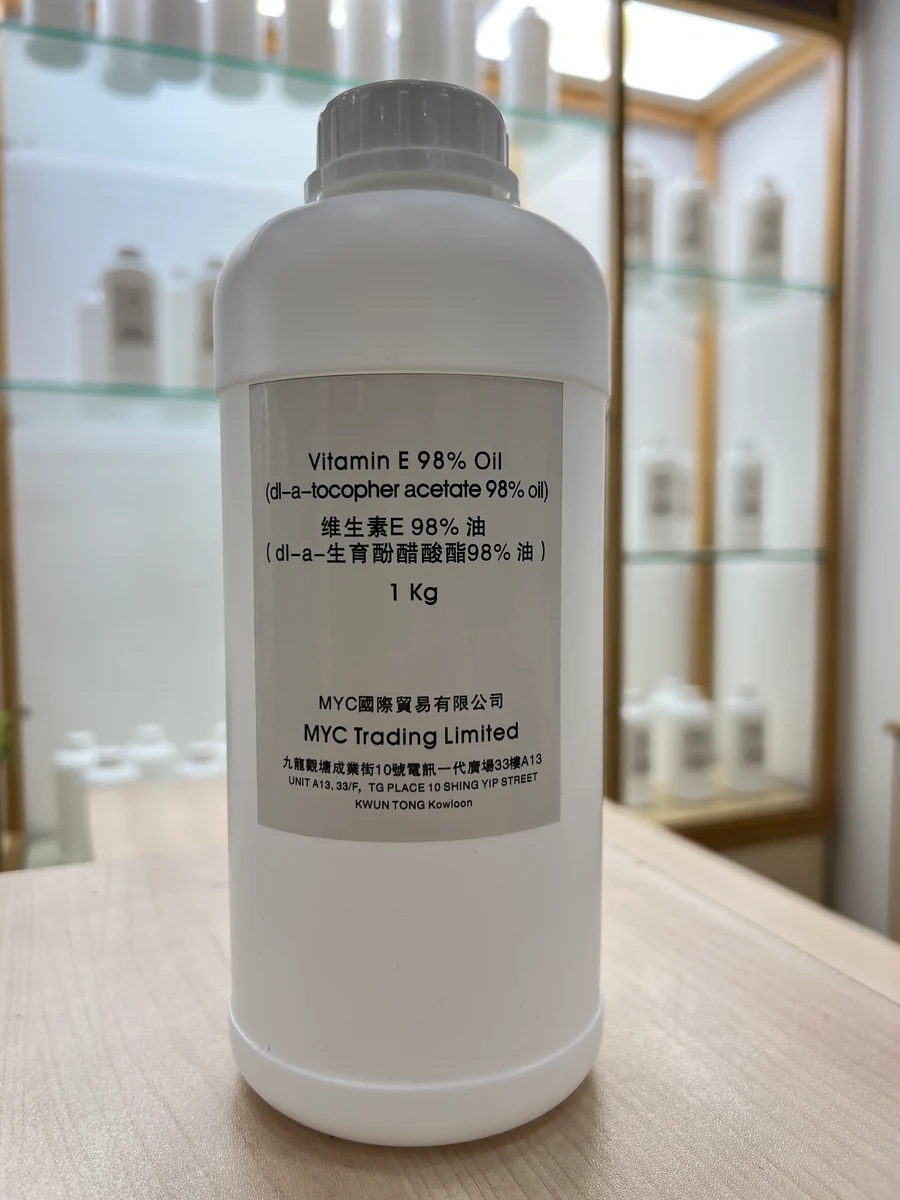 Vitamin E 98% Oil
(dl-a-tocopher acetate 98% oil)
维生素E 98% 油
( dl-a-生育酚醋酸酯98% 油 )
1 Kg
MYC國際貿易有限公司
MYC Trading Limited
九龍觀塘成業街10號電訊一代廣場33樓A13
UNIT A13, 33/F, TG PLACE 10 SHING YIP STREET
KWUN TONG Kowloon